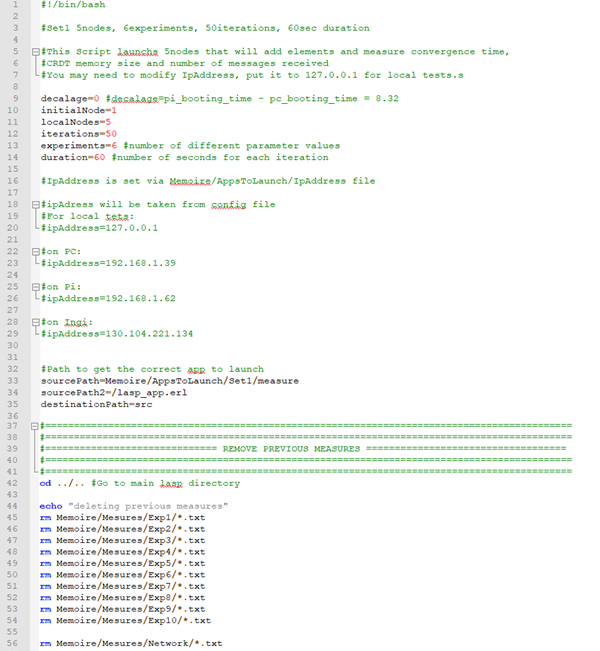 1 #!/bin/bash
2
3 #Set1 5nodes, 6experiments, 50iterations, 60sec duration
4
5 #This Script launchs 5nodes that will add elements and measure convergence time,
6 #CRDT memory size and number of messages received
7 #You may need to modify IpAddress, put it to 127.0.0.1 for local tests.s
8
9 decalage=0 #decalage=pi_booting_time - pc_booting_time = 8.32
10 initialNode=1
11 localNodes=5
12 iterations=50
13 experiments=6 #number of different parameter values
14 duration=60 #number of seconds for each iteration
15
16 #IpAddress is set via Memoire/AppsToLaunch/IpAddress file
17
18 #ipAdress will be taken from config file
19 #For local tets:
20 #ipAddress=127.0.0.1
21
22 #on PC:
23 #ipAddress=192.168.1.39
24
25 #on Pi:
26 #ipAddress=192.168.1.62
27
28 #on Ingi:
29 #ipAddress=130.104.221.134
30
31
32 #Path to get the correct app to launch
33 sourcePath=Memoire/AppsToLaunch/Set1/measure
34 sourcePath2=/lasp_app.erl
35 destinationPath=src
36
37 #============================================================================================
38 #============================================================================================
39 #============================== REMOVE PREVIOUS MEASURES ===================================
40 #============================================================================================
41 #============================================================================================
42 cd ../.. #Go to main lasp directory
43
44 echo "deleting previous measures"
45 rm Memoire/Mesures/Exp1/*.txt
46 rm Memoire/Mesures/Exp2/*.txt
47 rm Memoire/Mesures/Exp3/*.txt
48 rm Memoire/Mesures/Exp4/*.txt
49 rm Memoire/Mesures/Exp5/*.txt
50 rm Memoire/Mesures/Exp6/*.txt
51 rm Memoire/Mesures/Exp7/*.txt
52 rm Memoire/Mesures/Exp8/*.txt
53 rm Memoire/Mesures/Exp9/*.txt
54 rm Memoire/Mesures/Exp10/*.txt
55
56 rm Memoire/Mesures/Network/*.txt